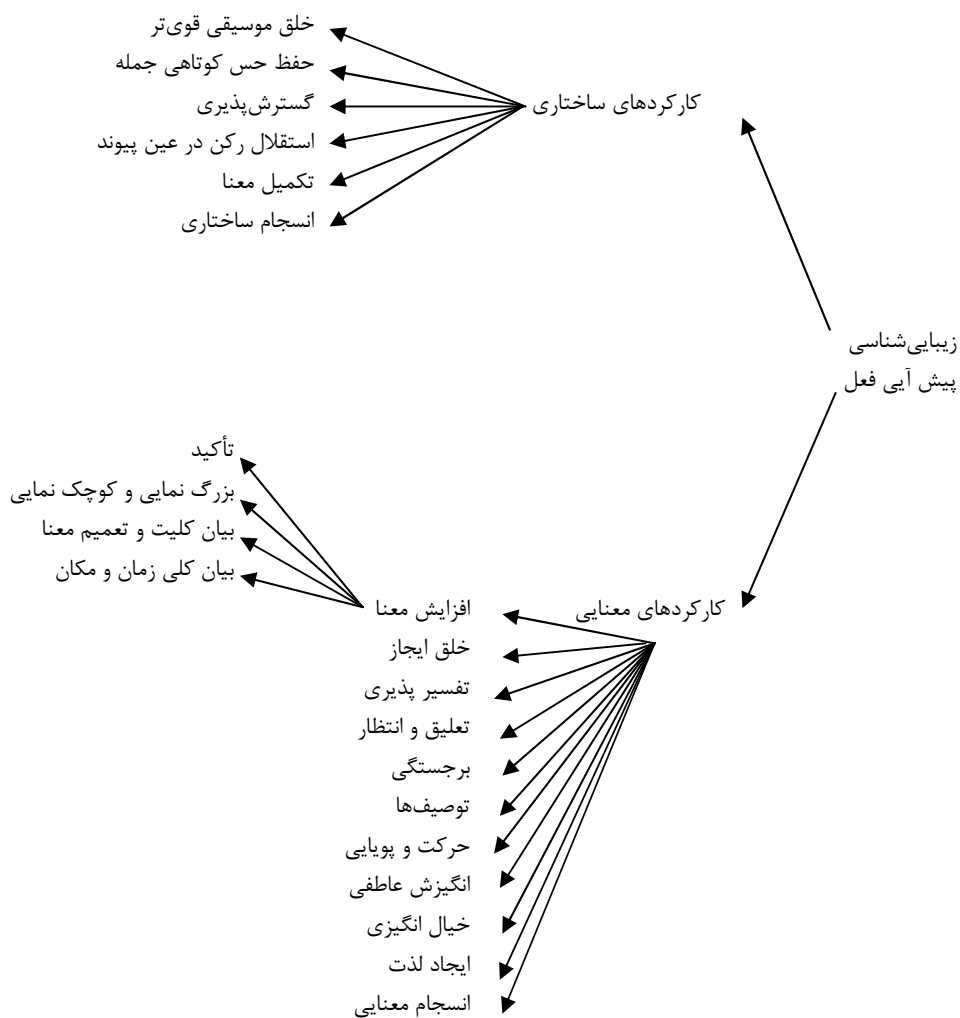 زیبایی‌شناسی
پیش آیی فعل
کارکردهای ساختاری
خلق موسیقی قوی‌تر
حفظ حس کوتاهی جمله
گسترش‌پذیری
استقلال رکن در عین پیوند
تکمیل معنا
انسجام ساختاری
کارکردهای معنایی
افزایش معنا
تأکید
بزرگ نمایی و کوچک نمایی
بیان کلیت و تعمیم معنا
بیان کلی زمان و مکان
خلق ایجاز
تفسیر پذیری
تعلیق و انتظار
برجستگی
توصیف‌ها
حرکت و پویایی
انگیزش عاطفی
خیال انگیزی
ایجاد لذت
انسجام معنایی